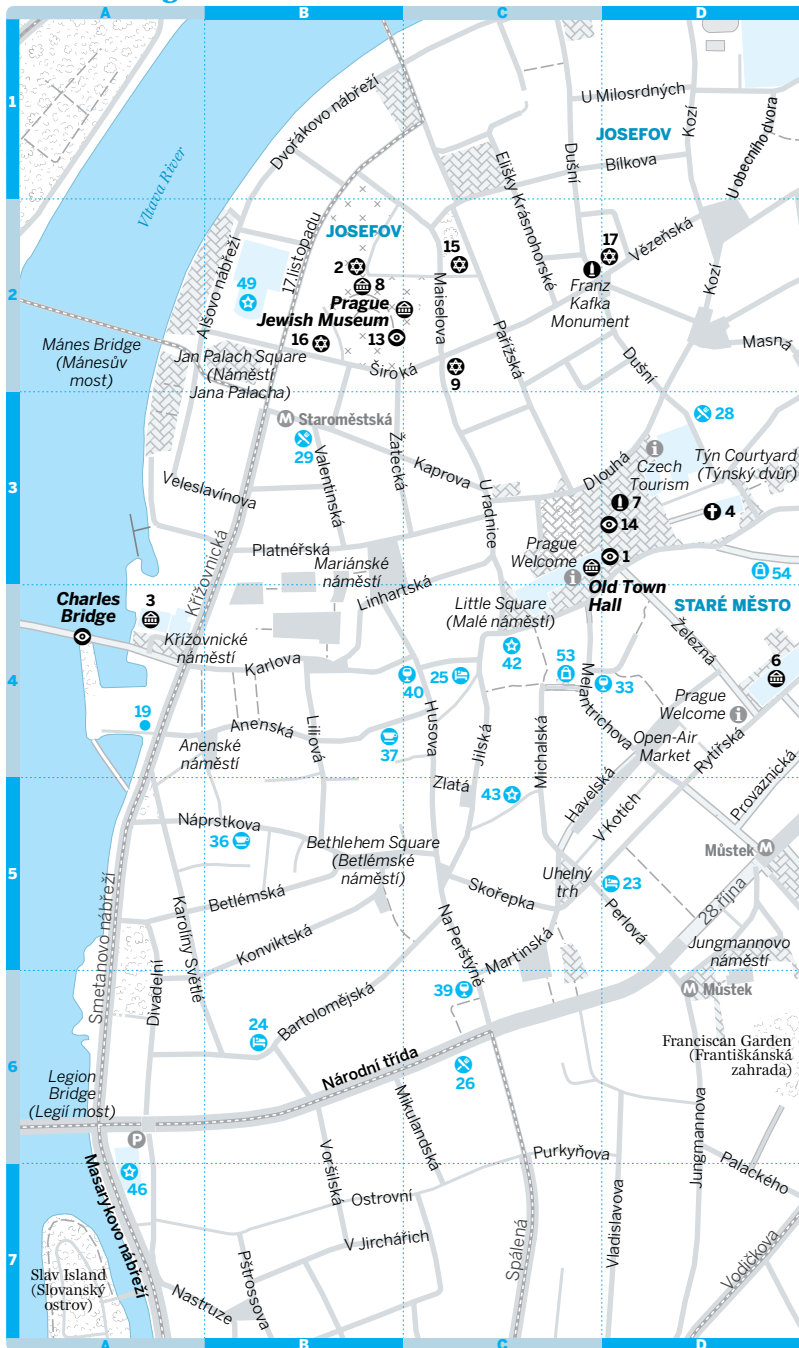 A
B
C
D
1
U Milosrdných
Kozí
JOSEFOV
Dušní
Bílkova
U obecního dvora
Dvořákovo nábřeží
Elišky Krásnohorské
Vltava River
17.listopadu
JOSEFOV
15
17
Vězeňská
2
8
Alšovo nábřeží
49
Maiselova
Franz
Kafka
Monument
Kozí
2
Prague
Jewish Museum
Pařížská
Masná
Mánes Bridge
(Mánesův
most)
16
13
Jan Palach Square
(Náměstí
Jana Palacha)
Široká
9
Dušní
28
Staroměstská
29
Valentinská
Žatecká
Kaprova
U radnice
Dlouhá
Czech
Tourism
Týn Courtyard
(Týnský dvůr)
3
Veleslavínova
7
4
14
Platnéřská
Mariánské
náměstí
Prague
Welcome
1
54
Křižovnická
Linhartská
Old Town
Hall
STARÉ MĚSTO
Charles
Bridge
3
Little Square
(Malé náměstí)
Železná
Křížovnické
náměstí
42
53
6
4
Karlova
40
25
Melantrichova
33
Prague
Welcome
19
Anenská
Liliová
Husova
Jilská
Michalská
Open-Air
Market
Rytířská
Anenské
náměstí
37
Provaznická
Zlatá
43
Havelská
V Kotich
Náprstkova
36
Bethlehem Square
(Betlémské
náměstí)
Můstek
5
Uhelný
trh
23
Smetanovo nábřeží
Betlémská
Skořepka
Perlová
28.října
Karoliny Světlé
Konviktská
Na Perštýně
Martinská
Jungmannovo
náměstí
Divadelní
Bartolomějská
39
Můstek
24
Národní třída
26
Franciscan Garden
(Františkánská
zahrada)
6
Legion
Bridge
(Legií most)
P
Mikulandská
Jungmannova
46
Voršilská
Purkyňova
Palackého
Masarykovo nábřeží
Ostrovní
Vladislavova
V Jirchářich
Spálená
Vodičkova
7
Slav Island
(Slovanský
ostrov)
Nastruze
Pštrossova
A
B
C
D